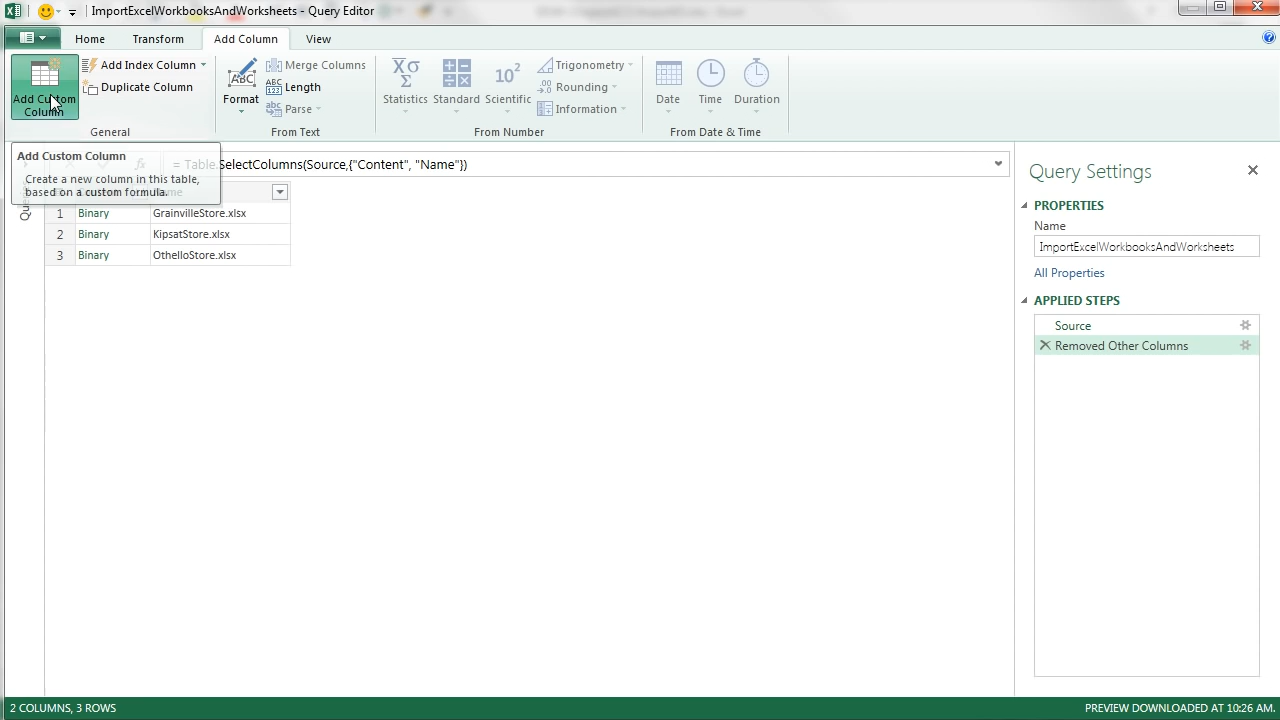 ImportExcelWorkbooksAndWorksheets - Query Editor
Home Transform Add Column View
Add Custom Column
Add Index Column
Duplicate Column
General
Format
Merge Columns
Length
Parse
From Text
Statistics
Standard
Scientific
Trigonometry
Rounding
Information
From Number
Date
Time
Duration
From Date & Time
Add Custom Column
Create a new column in this table,
based on a custom formula.
= Table.SelectColumns(Source,{"Content", "Name"})
1 Binary GrainvilleStore.xlsx
2 Binary KipsatStore.xlsx
3 Binary OthelloStore.xlsx
Query Settings
PROPERTIES
Name
ImportExcelWorkbooksAndWorksheets
All Properties
APPLIED STEPS
Source
Removed Other Columns
2 COLUMNS, 3 ROWS
PREVIEW DOWNLOADED AT 10:26 AM.